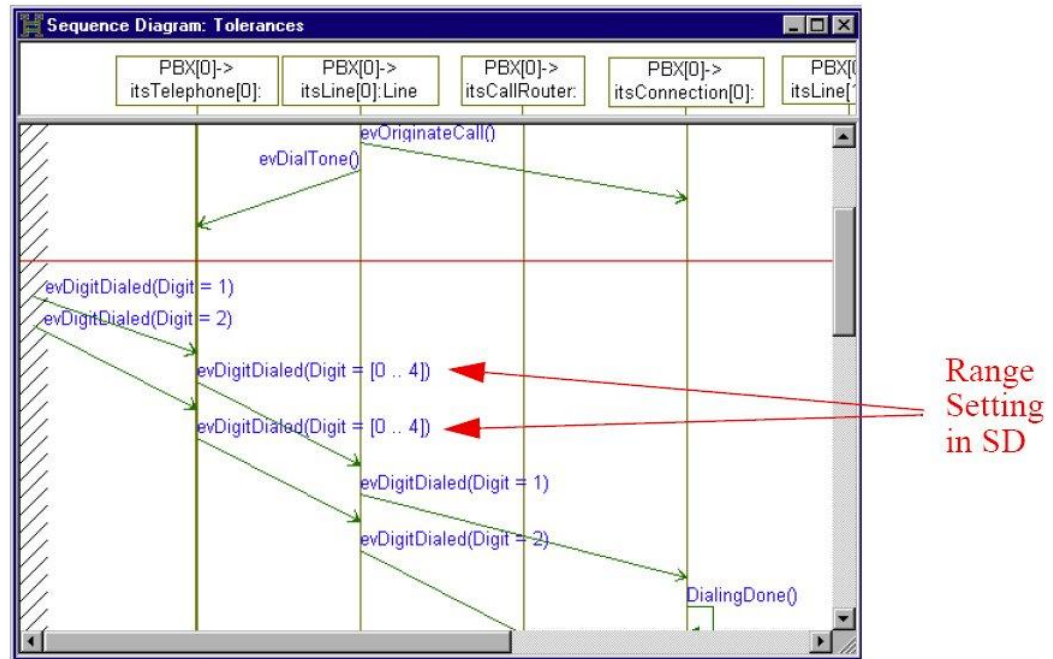 Sequence Diagram: Tolerances
PBX[0]->
itsTelephone[0]:
PBX[0]->
itsLine[0]:Line
PBX[0]->
itsCallRouter:
PBX[0]->
itsConnection[0]:
evOriginateCall()
evDialTone()
evDigitDialed(Digit = 1)
evDigitDialed(Digit = 2)
evDigitDialed(Digit = [0 .. 4])
evDigitDialed(Digit = [0 .. 4])
evDigitDialed(Digit = 1)
evDigitDialed(Digit = 2)
DialingDone()
Range
Setting
in SD